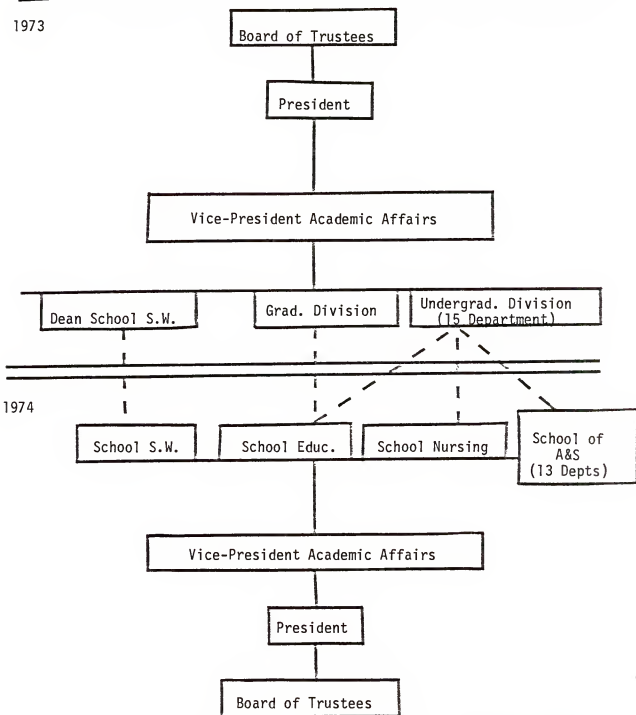 1973
Board of Trustees
President
Vice-President Academic Affairs
Dean School S.W.
Grad. Division
Undergrad. Division
(15 Department)
1974
School S.W.
School Educ.
School Nursing
School of
A&S
(13 Depts)
Vice-President Academic Affairs
President
Board of Trustees